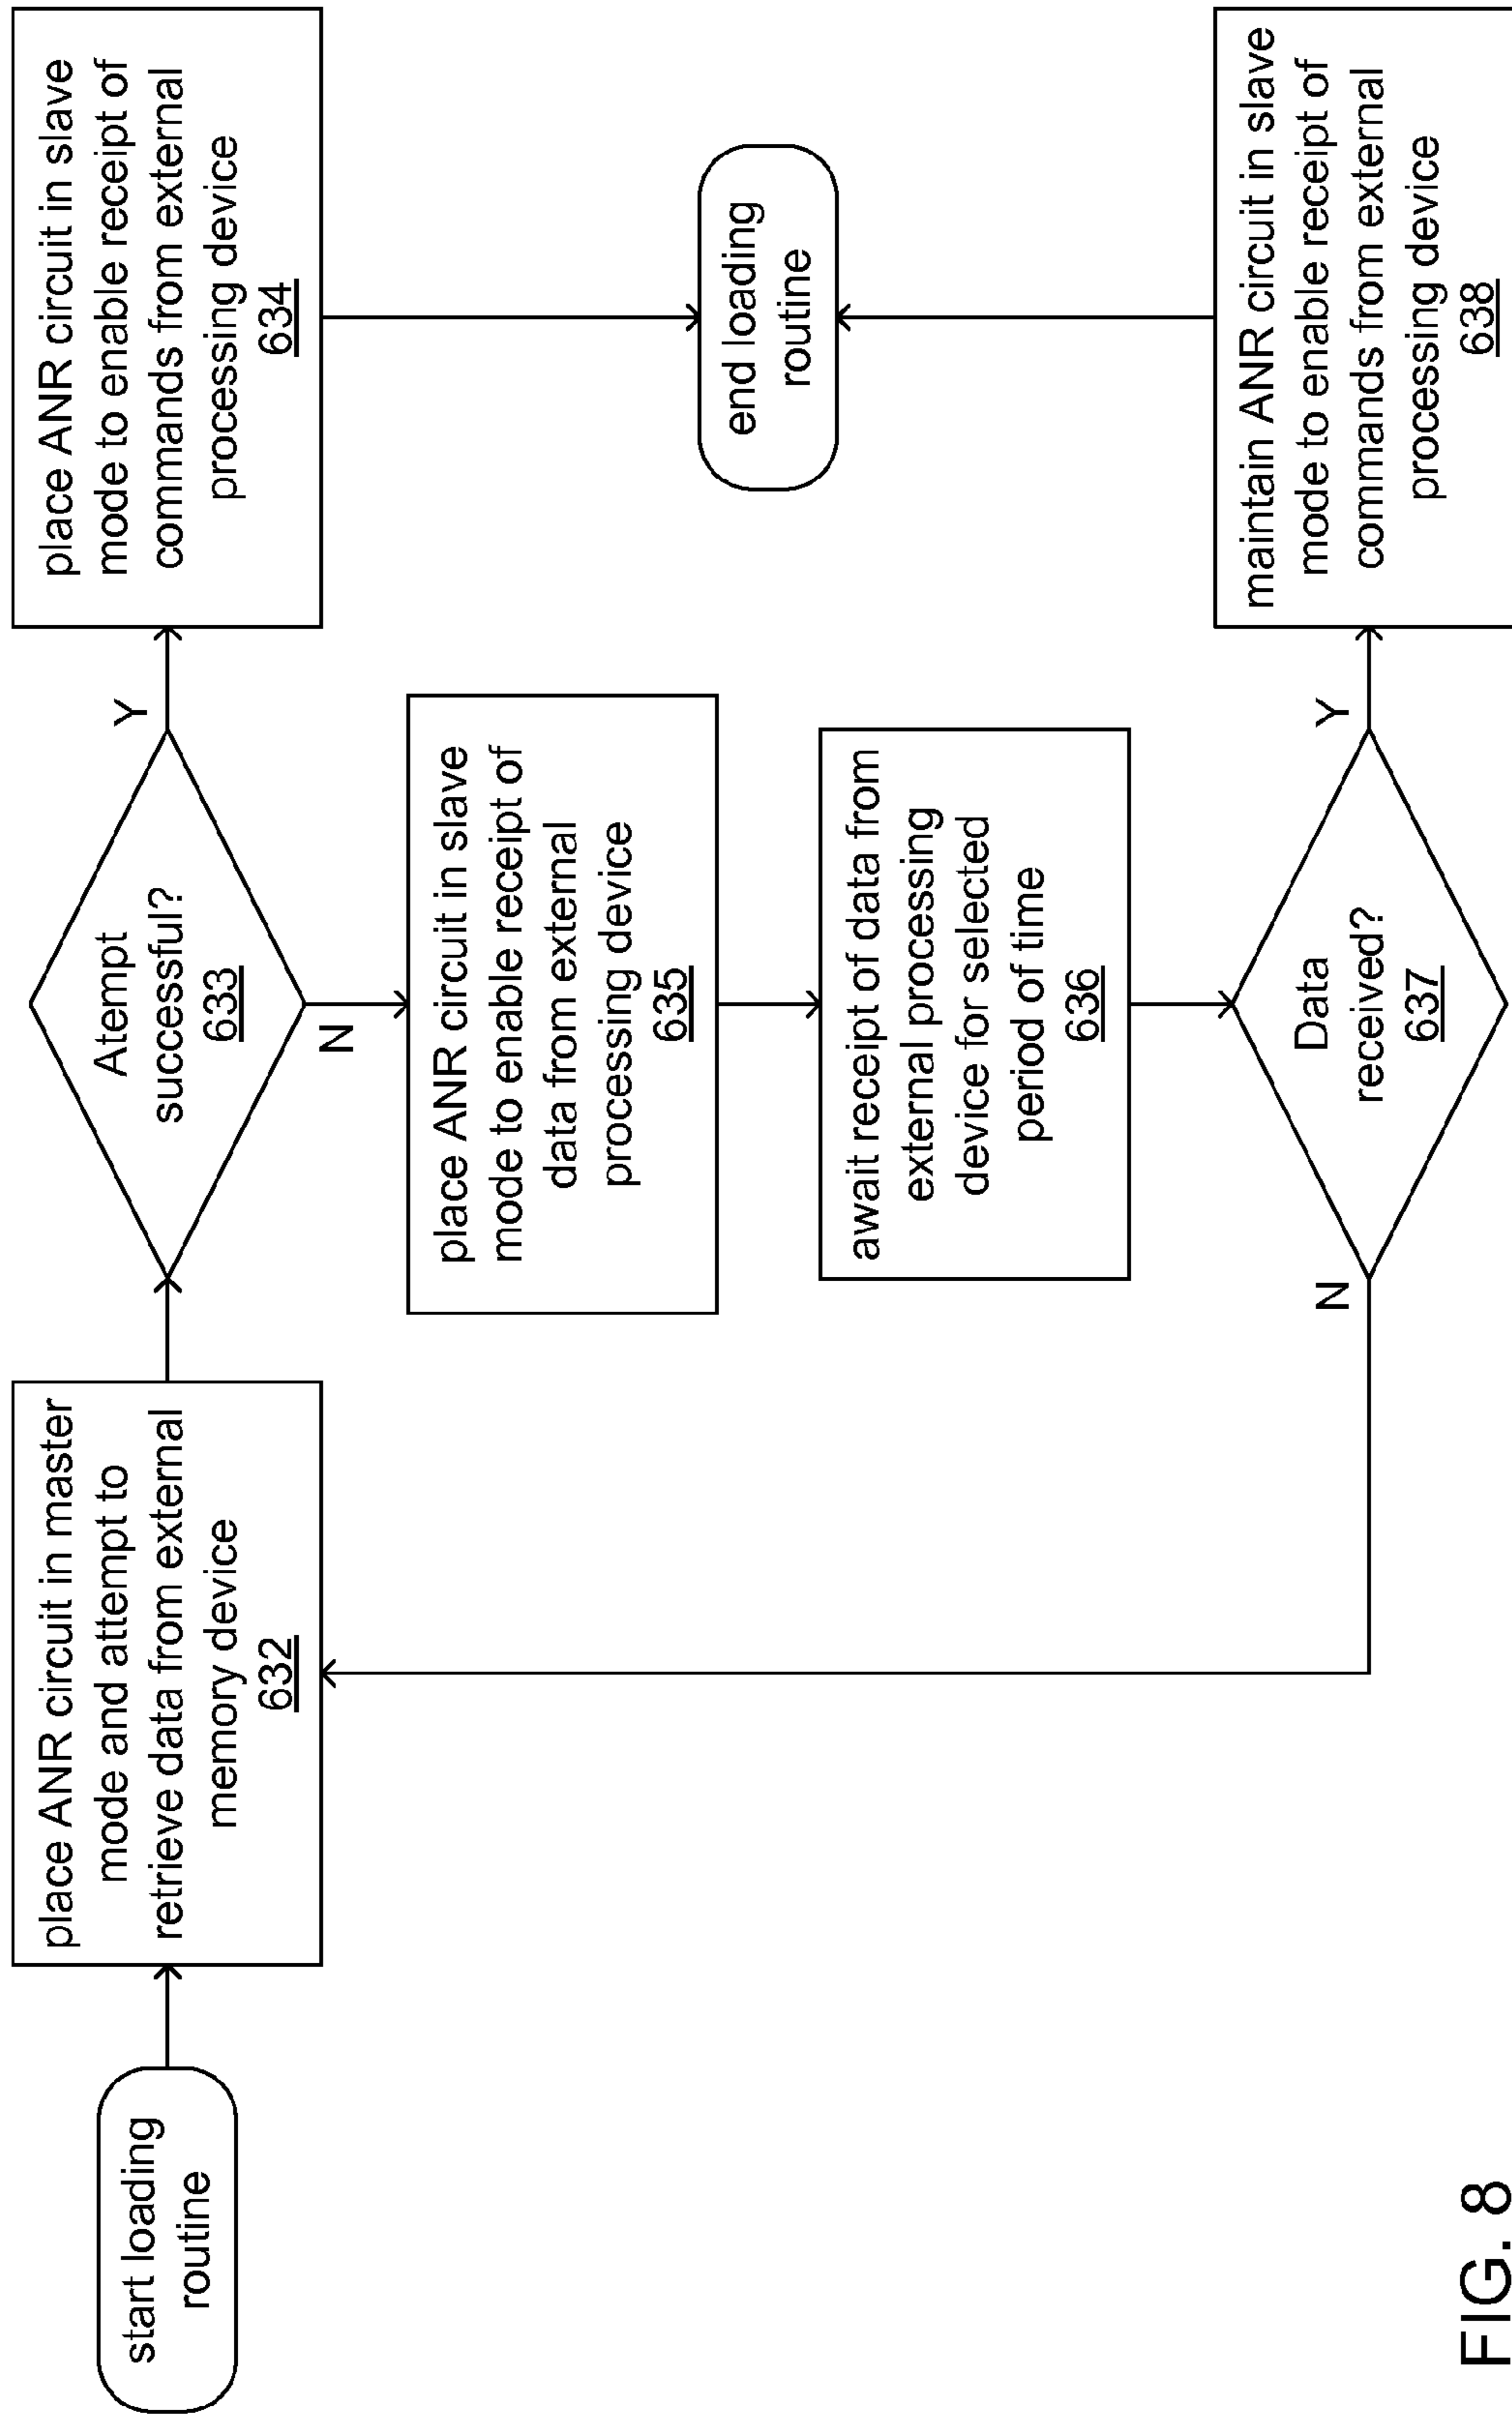 start loading
routine
place ANR circuit in master
mode and attempt to
retrieve data from external
memory device
632
Atempt
successful?
633
Y
N
place ANR circuit in slave
mode to enable receipt of
commands from external
processing device
634
place ANR circuit in slave
mode to enable receipt of
data from external
processing device
635
await receipt of data from
external processing
device for selected
period of time
636
end loading
routine
Data
received?
637
N
Y
maintain ANR circuit in slave
mode to enable receipt of
commands from external
processing device
638
FIG. 8